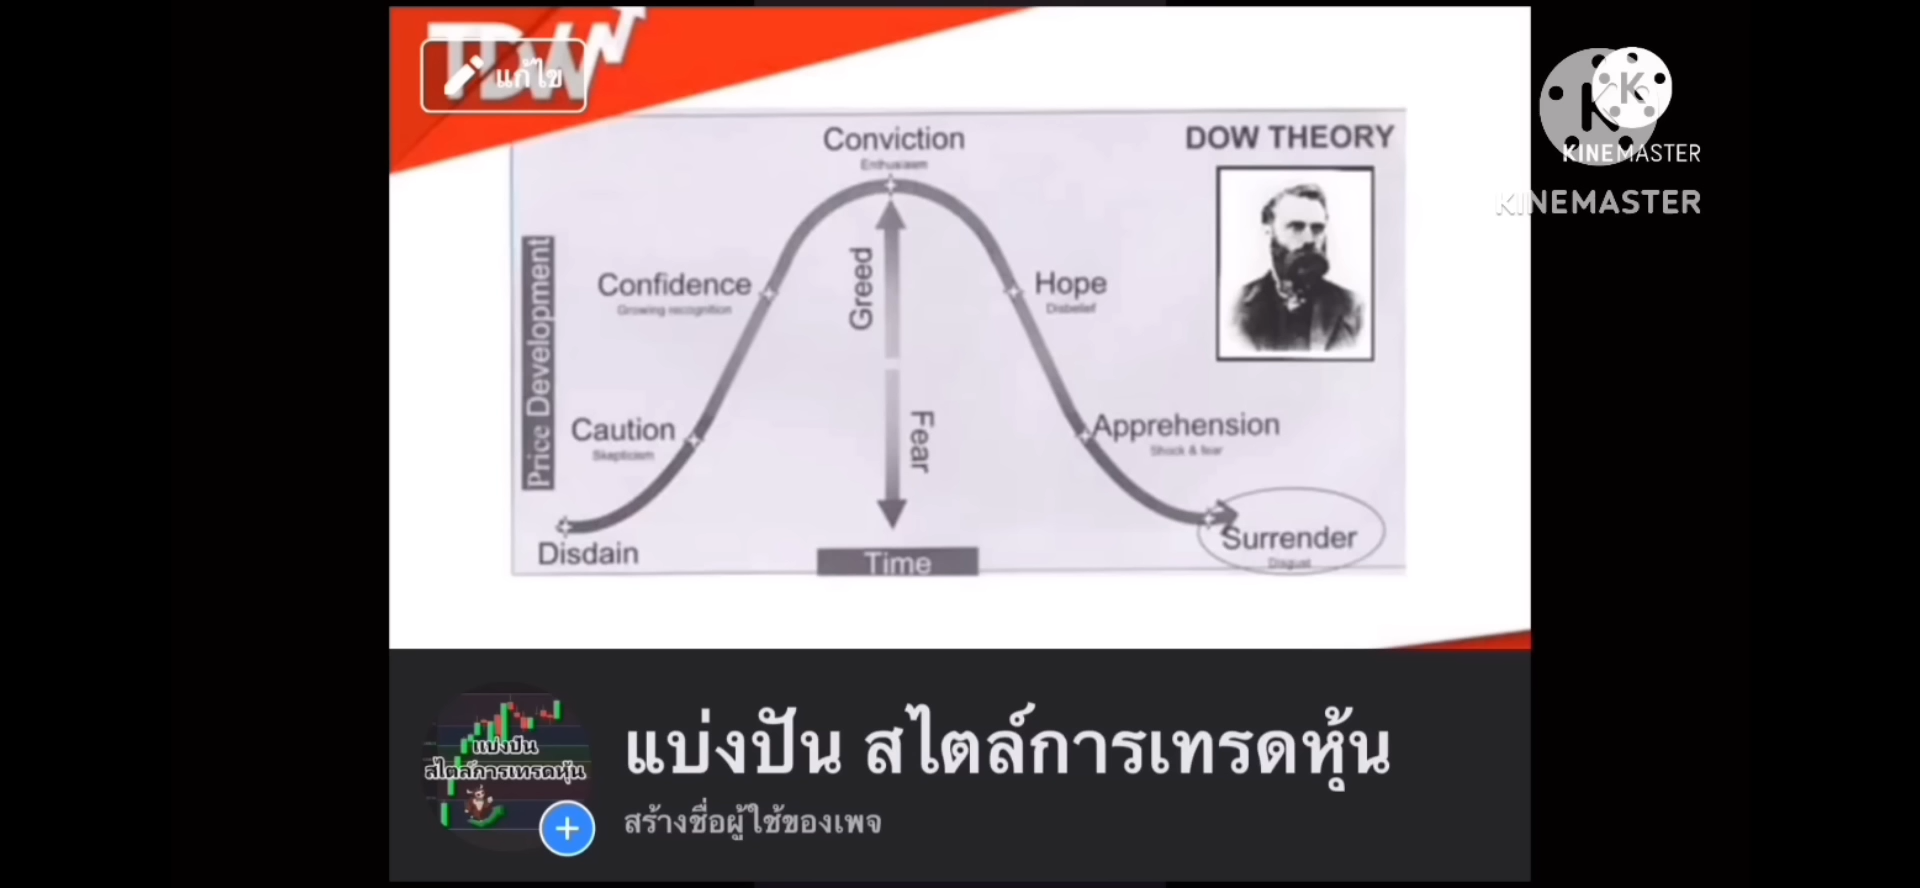 TDW
แก้ไข
Conviction
Enthusiasm
DOW THEORY
Confidence
Growing recognition
Greed
Hope
Disbelief
Price Development
Caution
Skepticism
Fear
Apprehension
Shock & fear
Disdain
Time
Surrender
Disgust
K
K
KINEMASTER
KINEMASTER
แบ่งปัน
สไตล์การเทรดหุ้น
แบ่งปัน สไตล์การเทรดหุ้น
สร้างชื่อผู้ใช้ของเพจ